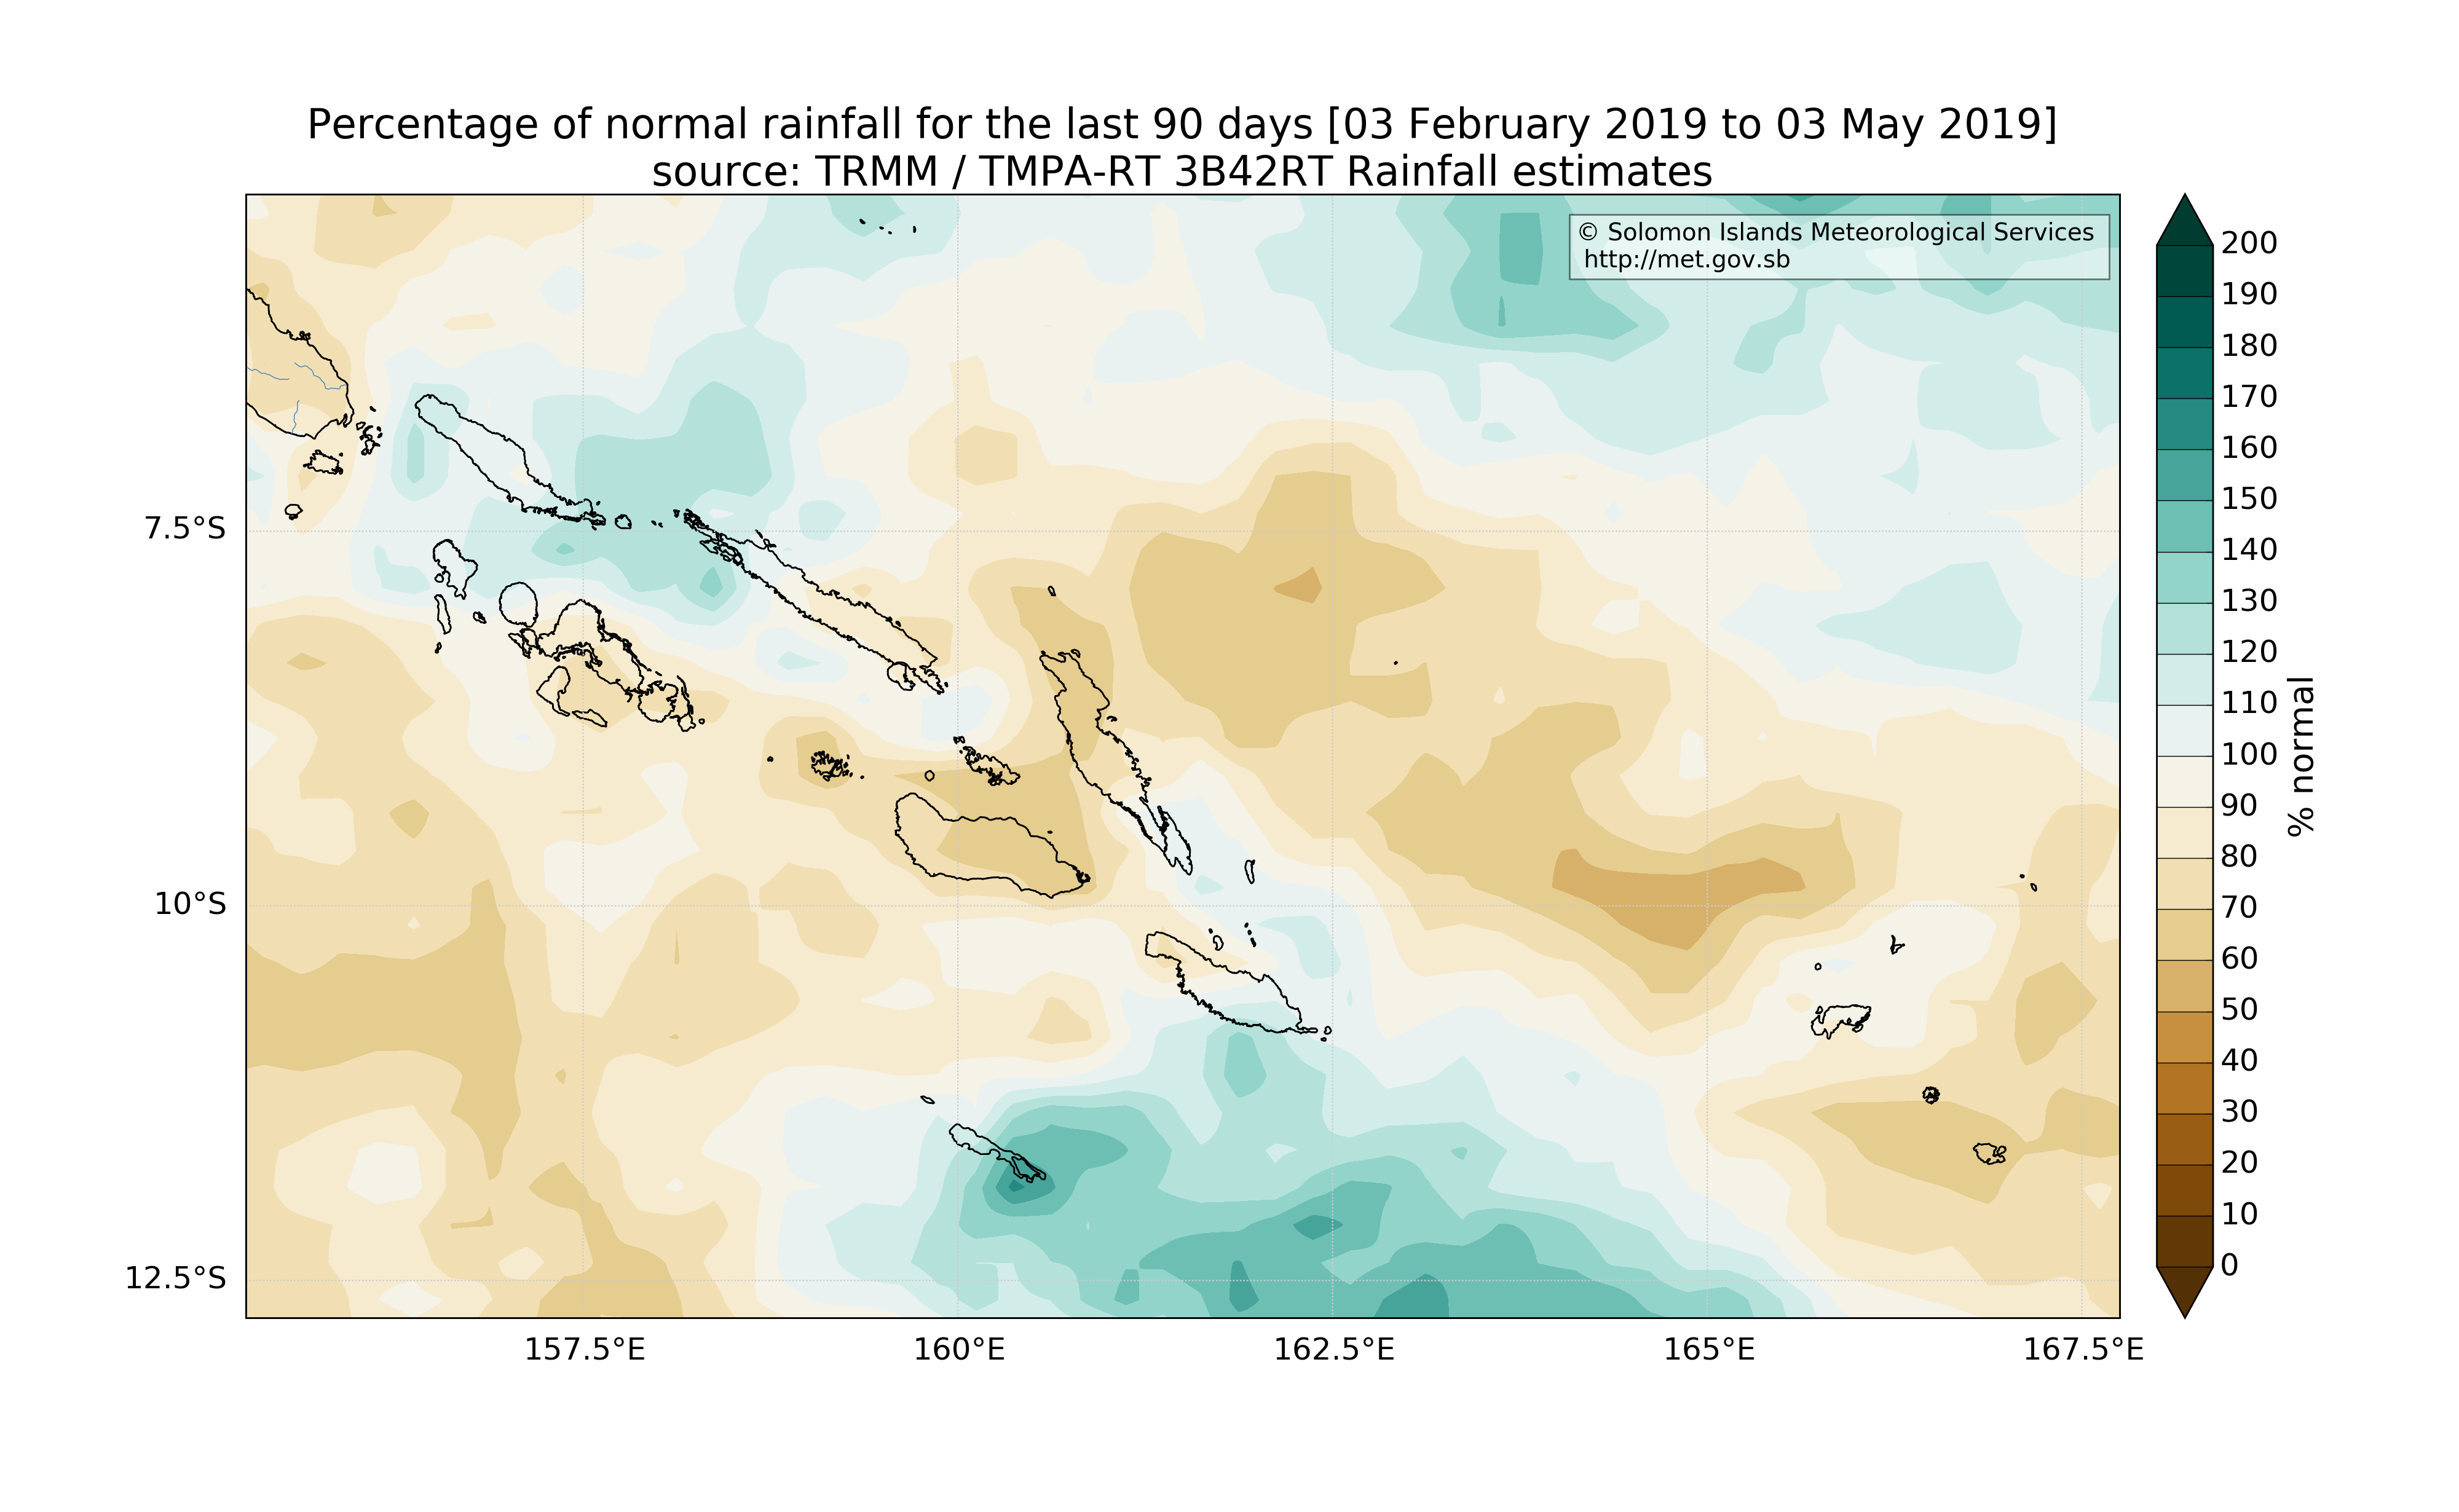 Percentage of normal rainfall for the last 90 days [03 February 2019 to 03 May 2019]
source: TRMM / TMPA-RT 3B42RT Rainfall estimates
© Solomon Islands Meteorological Services
http://met.gov.sb
7.5°S
10°S
12.5°S
157.5°E
160°E
162.5°E
165°E
167.5°E
200
190
180
170
160
150
140
130
120
110
100
90
80
70
60
50
40
30
20
10
0
% normal